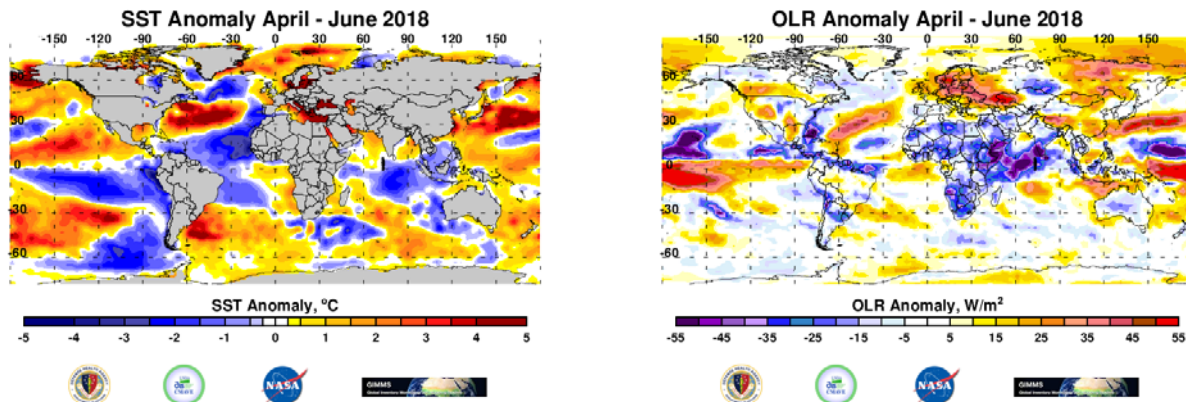 SST Anomaly April - June 2018
-150 -120 -90 -60 -30 0 30 60 90 120 150
60
30
0
-30
-60
SST Anomaly, ºC
-5 -4 -3 -2 -1 0 1 2 3 4 5
NASA
GIMMS
OLR Anomaly April - June 2018
-150 -120 -90 -60 -30 0 30 60 90 120 150
60
30
0
-30
-60
OLR Anomaly, W/m²
-55 -45 -35 -25 -15 -5 5 15 25 35 45 55
NASA
GIMMS